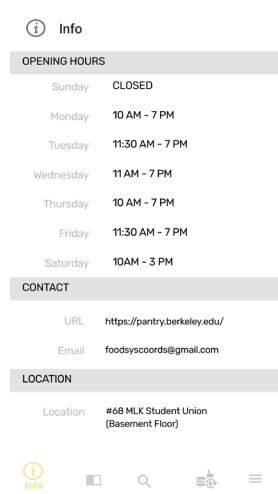 Info
OPENING HOURS
Sunday CLOSED
Monday 10 AM - 7 PM
Tuesday 11:30 AM - 7 PM
Wednesday 11 AM - 7 PM
Thursday 10 AM - 7 PM
Friday 11:30 AM - 7 PM
Saturday 10AM - 3 PM
CONTACT
URL https://pantry.berkeley.edu/
Email foodsyscoords@gmail.com
LOCATION
Location #68 MLK Student Union
(Basement Floor)
Info